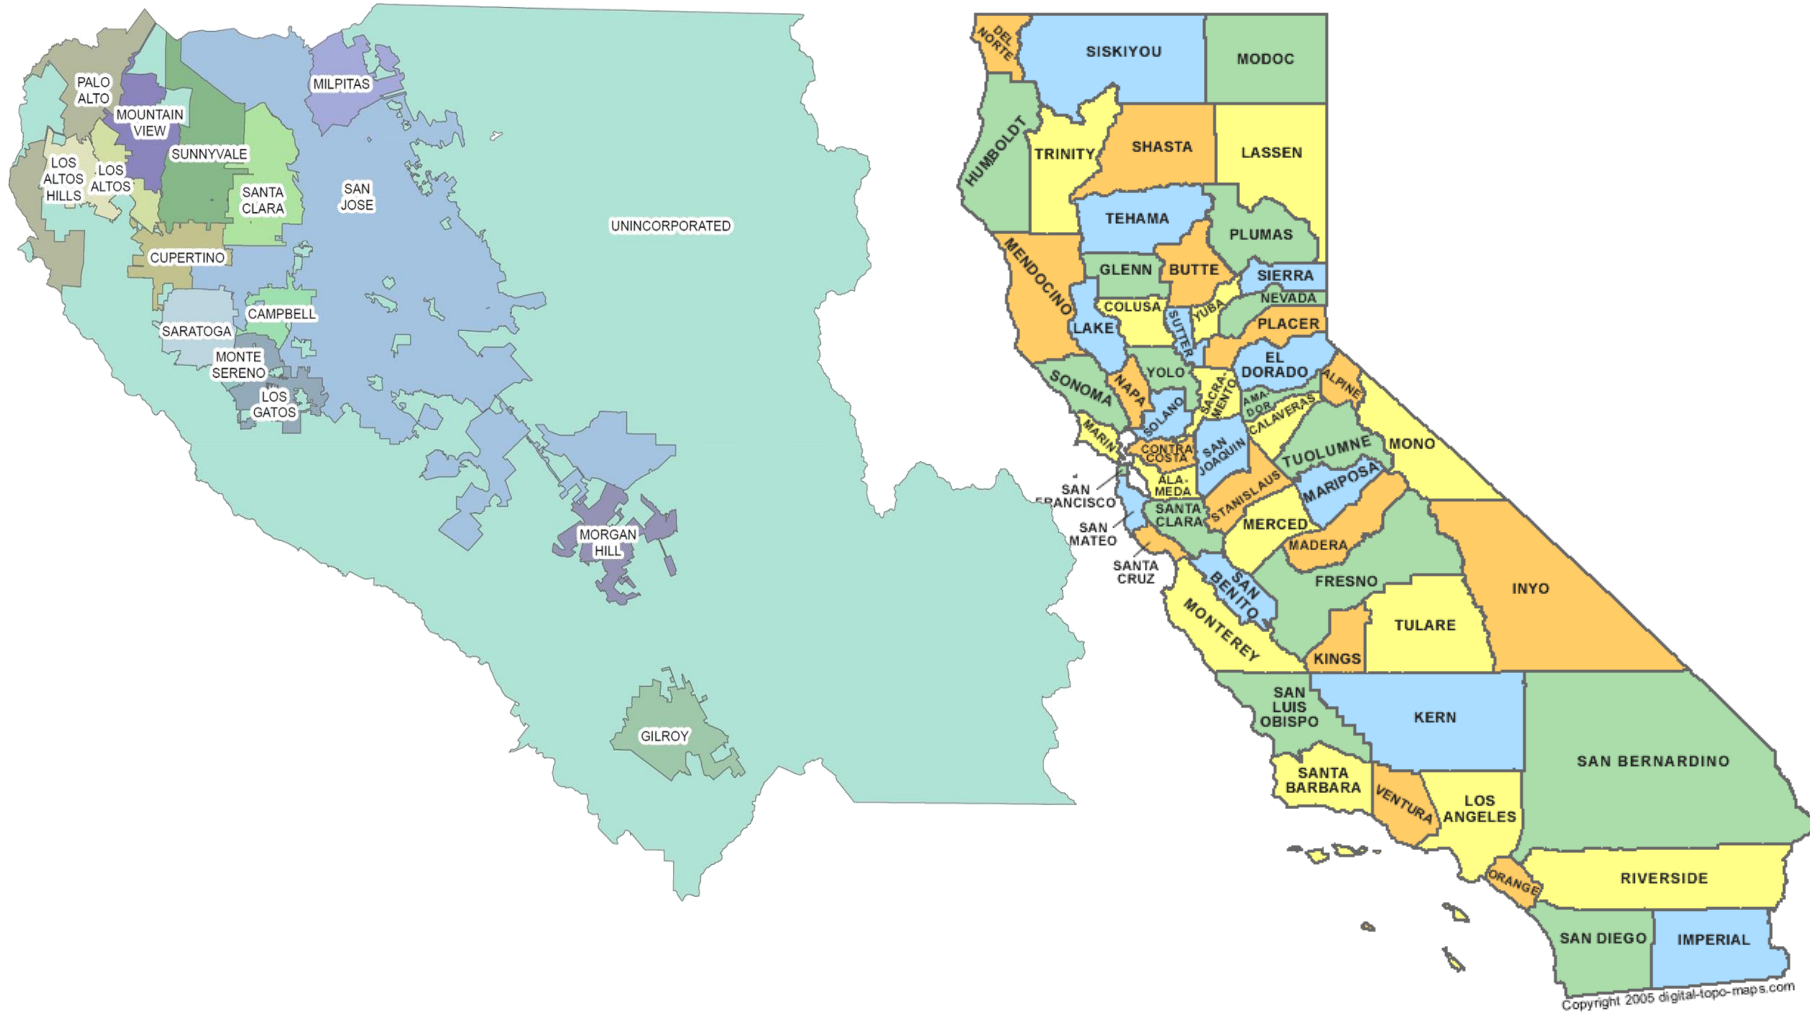 PALO
ALTO
MOUNTAIN
VIEW
MILPITAS
SUNNYVALE
LOS
ALTOS
HILLS
LOS
ALTOS
SANTA
CLARA
SAN
JOSE
UNINCORPORATED
CUPERTINO
CAMPBELL
SARATOGA
MONTE
SERENO
LOS
GATOS
MORGAN
HILL
GILROY
DEL
NORTE
SISKIYOU
MODOC
HUMBOLDT
TRINITY
SHASTA
LASSEN
TEHAMA
PLUMAS
MENDOCINO
GLENN
BUTTE
SIERRA
COLUSA
YUBA
NEVADA
LAKE
SUTTER
PLACER
SONOMA
NAPA
YOLO
EL
DORADO
ALPINE
SACRA-
MENTO
AMA-
DOR
CALAVERAS
SOLANO
MARIN
CONTRA
COSTA
SAN
JOAQUIN
TUOLUMNE
MONO
SAN
FRANCISCO
ALA-
MEDA
STANISLAUS
MARIPOSA
SAN
MATEO
SANTA
CLARA
MERCED
MADERA
SANTA
CRUZ
SAN
BENITO
FRESNO
INYO
MONTEREY
KINGS
TULARE
SAN
LUIS
OBISPO
KERN
SAN BERNARDINO
SANTA
BARBARA
VENTURA
LOS
ANGELES
ORANGE
RIVERSIDE
SAN DIEGO
IMPERIAL
Copyright 2005 digital-topo-maps.com